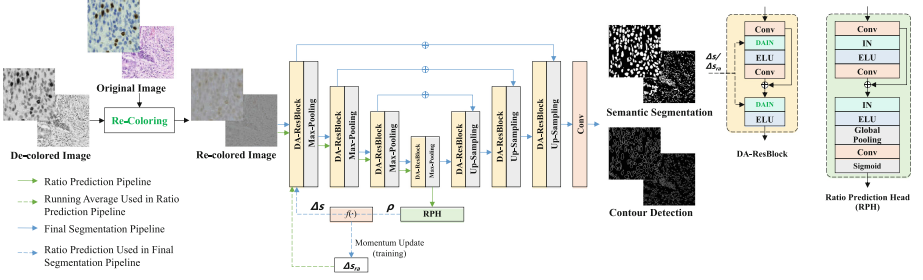 Original Image
Re-Coloring
De-colored Image
Re-colored Image
Ratio Prediction Pipeline
Running Average Used in Ratio
Prediction Pipeline
Final Segmentation Pipeline
Ratio Prediction Used in Final
Segmentation Pipeline
DA-ResBlock
Max-Pooling
DA-ResBlock
Max-Pooling
DA-ResBlock
Max-Pooling
DA-ResBlock
Max-Pooling
DA-ResBlock
Up-Sampling
DA-ResBlock
Up-Sampling
DA-ResBlock
Up-Sampling
Conv
Δs
f(·)
ρ
RPH
Momentum Update
(training)
Δsra
Semantic Segmentation
Contour Detection
Δs/
Δsra
Conv
DAIN
ELU
Conv
DAIN
ELU
DA-ResBlock
Conv
IN
ELU
Conv
IN
ELU
Global
Pooling
Conv
Sigmoid
Ratio Prediction Head
(RPH)